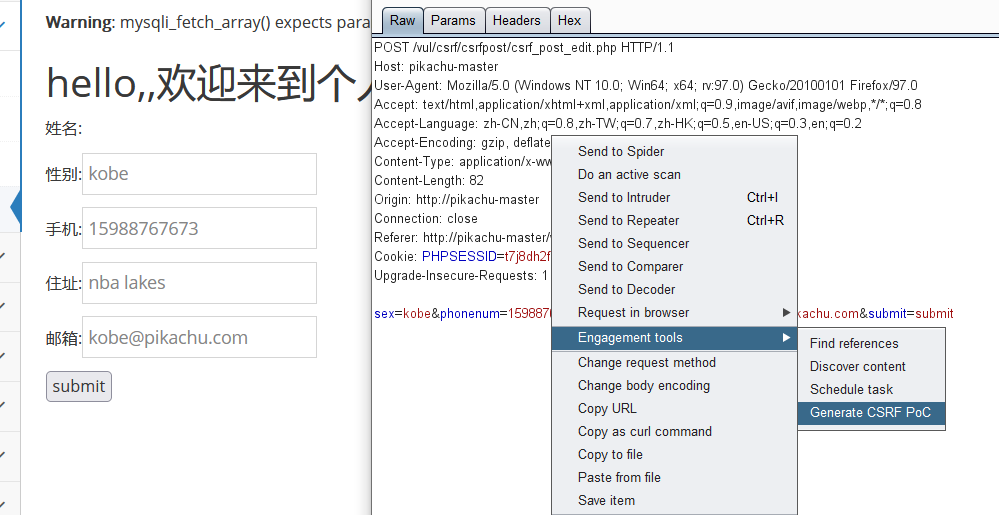 Warning: mysqli_fetch_array() expects para
hello,,欢迎来到个人
姓名:
性别: kobe
手机: 15988767673
住址: nba lakes
邮箱: kobe@pikachu.com
submit
Raw Params Headers Hex
POST /vul/csrf/csrfpost/csrf_post_edit.php HTTP/1.1
Host: pikachu-master
User-Agent: Mozilla/5.0 (Windows NT 10.0; Win64; x64; rv:97.0) Gecko/20100101 Firefox/97.0
Accept: text/html,application/xhtml+xml,application/xml;q=0.9,image/avif,image/webp,*/*;q=0.8
Accept-Language: zh-CN,zh;q=0.8,zh-TW;q=0.7,zh-HK;q=0.5,en-US;q=0.3,en;q=0.2
Accept-Encoding: gzip, deflate
Content-Type: application/x-ww
Content-Length: 82
Origin: http://pikachu-master
Connection: close
Referer: http://pikachu-master/
Cookie: PHPSESSID=t7j8dh2f
Upgrade-Insecure-Requests: 1
sex=kobe&phonenum=1598876 kachu.com&submit=submit
Send to Spider
Do an active scan
Send to Intruder Ctrl+I
Send to Repeater Ctrl+R
Send to Sequencer
Send to Comparer
Send to Decoder
Request in browser
Engagement tools
Change request method
Change body encoding
Copy URL
Copy as curl command
Copy to file
Paste from file
Save item
Find references
Discover content
Schedule task
Generate CSRF PoC